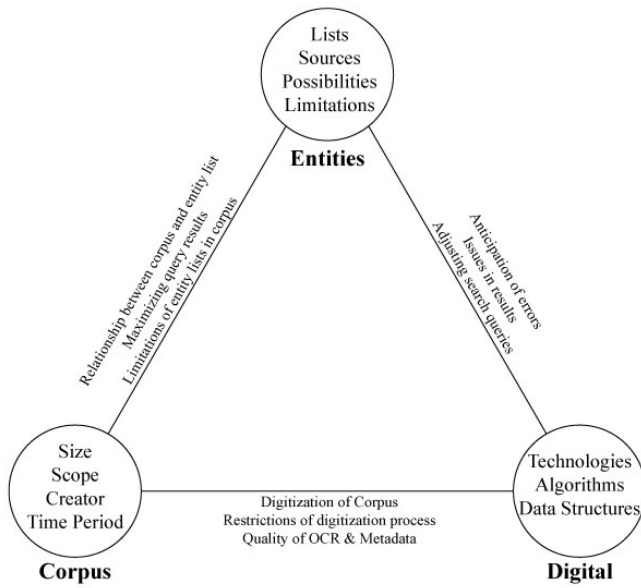 Lists
Sources
Possibilities
Limitations
Entities
Relationship between corpus and entity list
Maximizing query results
Limitations of entity lists in corpus
Anticipation of errors
Issues in results
Adjusting search queries
Size
Scope
Creator
Time Period
Corpus
Digitization of Corpus
Restrictions of digitization process
Quality of OCR & Metadata
Technologies
Algorithms
Data Structures
Digital